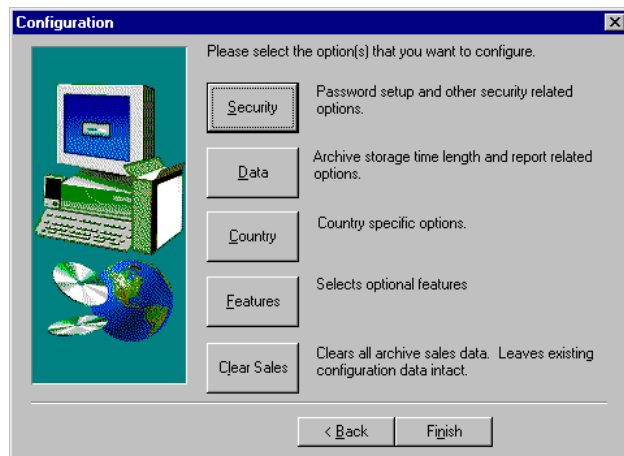 Configuration
Please select the option(s) that you want to configure.
Security
Password setup and other security related
options.
Data
Archive storage time length and report related
options.
Country
Country specific options.
Features
Selects optional features
Clear Sales
Clears all archive sales data. Leaves existing
configuration data intact.
< Back
Finish